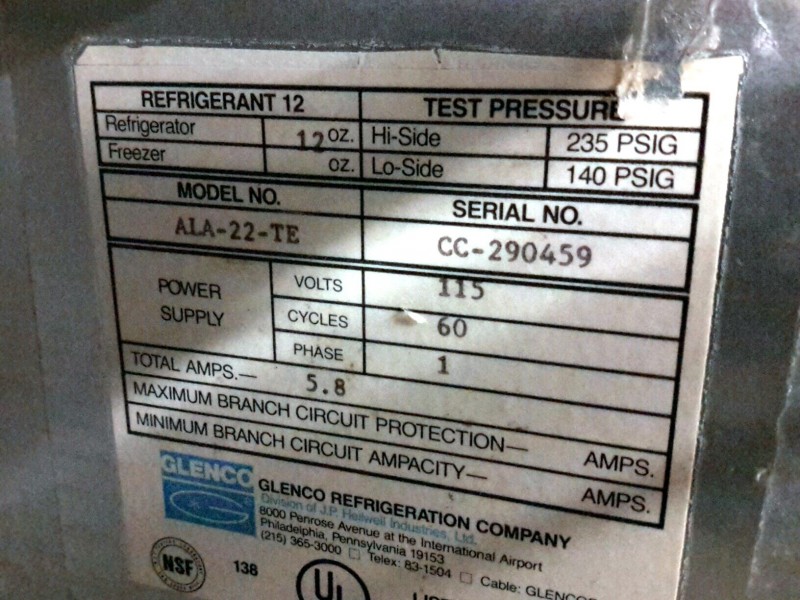 REFRIGERANT 12 TEST PRESSURE
Refrigerator 12 oz. Hi-Side 235 PSIG
Freezer oz. Lo-Side 140 PSIG
MODEL NO. SERIAL NO.
ALA-22-TE CC-290459
POWER SUPPLY VOLTS 115
CYCLES 60
PHASE 1
TOTAL AMPS.— 5.8
MAXIMUM BRANCH CIRCUIT PROTECTION— AMPS.
MINIMUM BRANCH CIRCUIT AMPACITY— AMPS.
GLENCO
GLENCO REFRIGERATION COMPANY
Division of J.P. Heilwell Industries, Ltd.
8000 Penrose Avenue at the International Airport
Philadelphia, Pennsylvania 19153
(215) 365-3000 □ Telex: 83-1504 □ Cable: GLENCO
NSF 138 UL